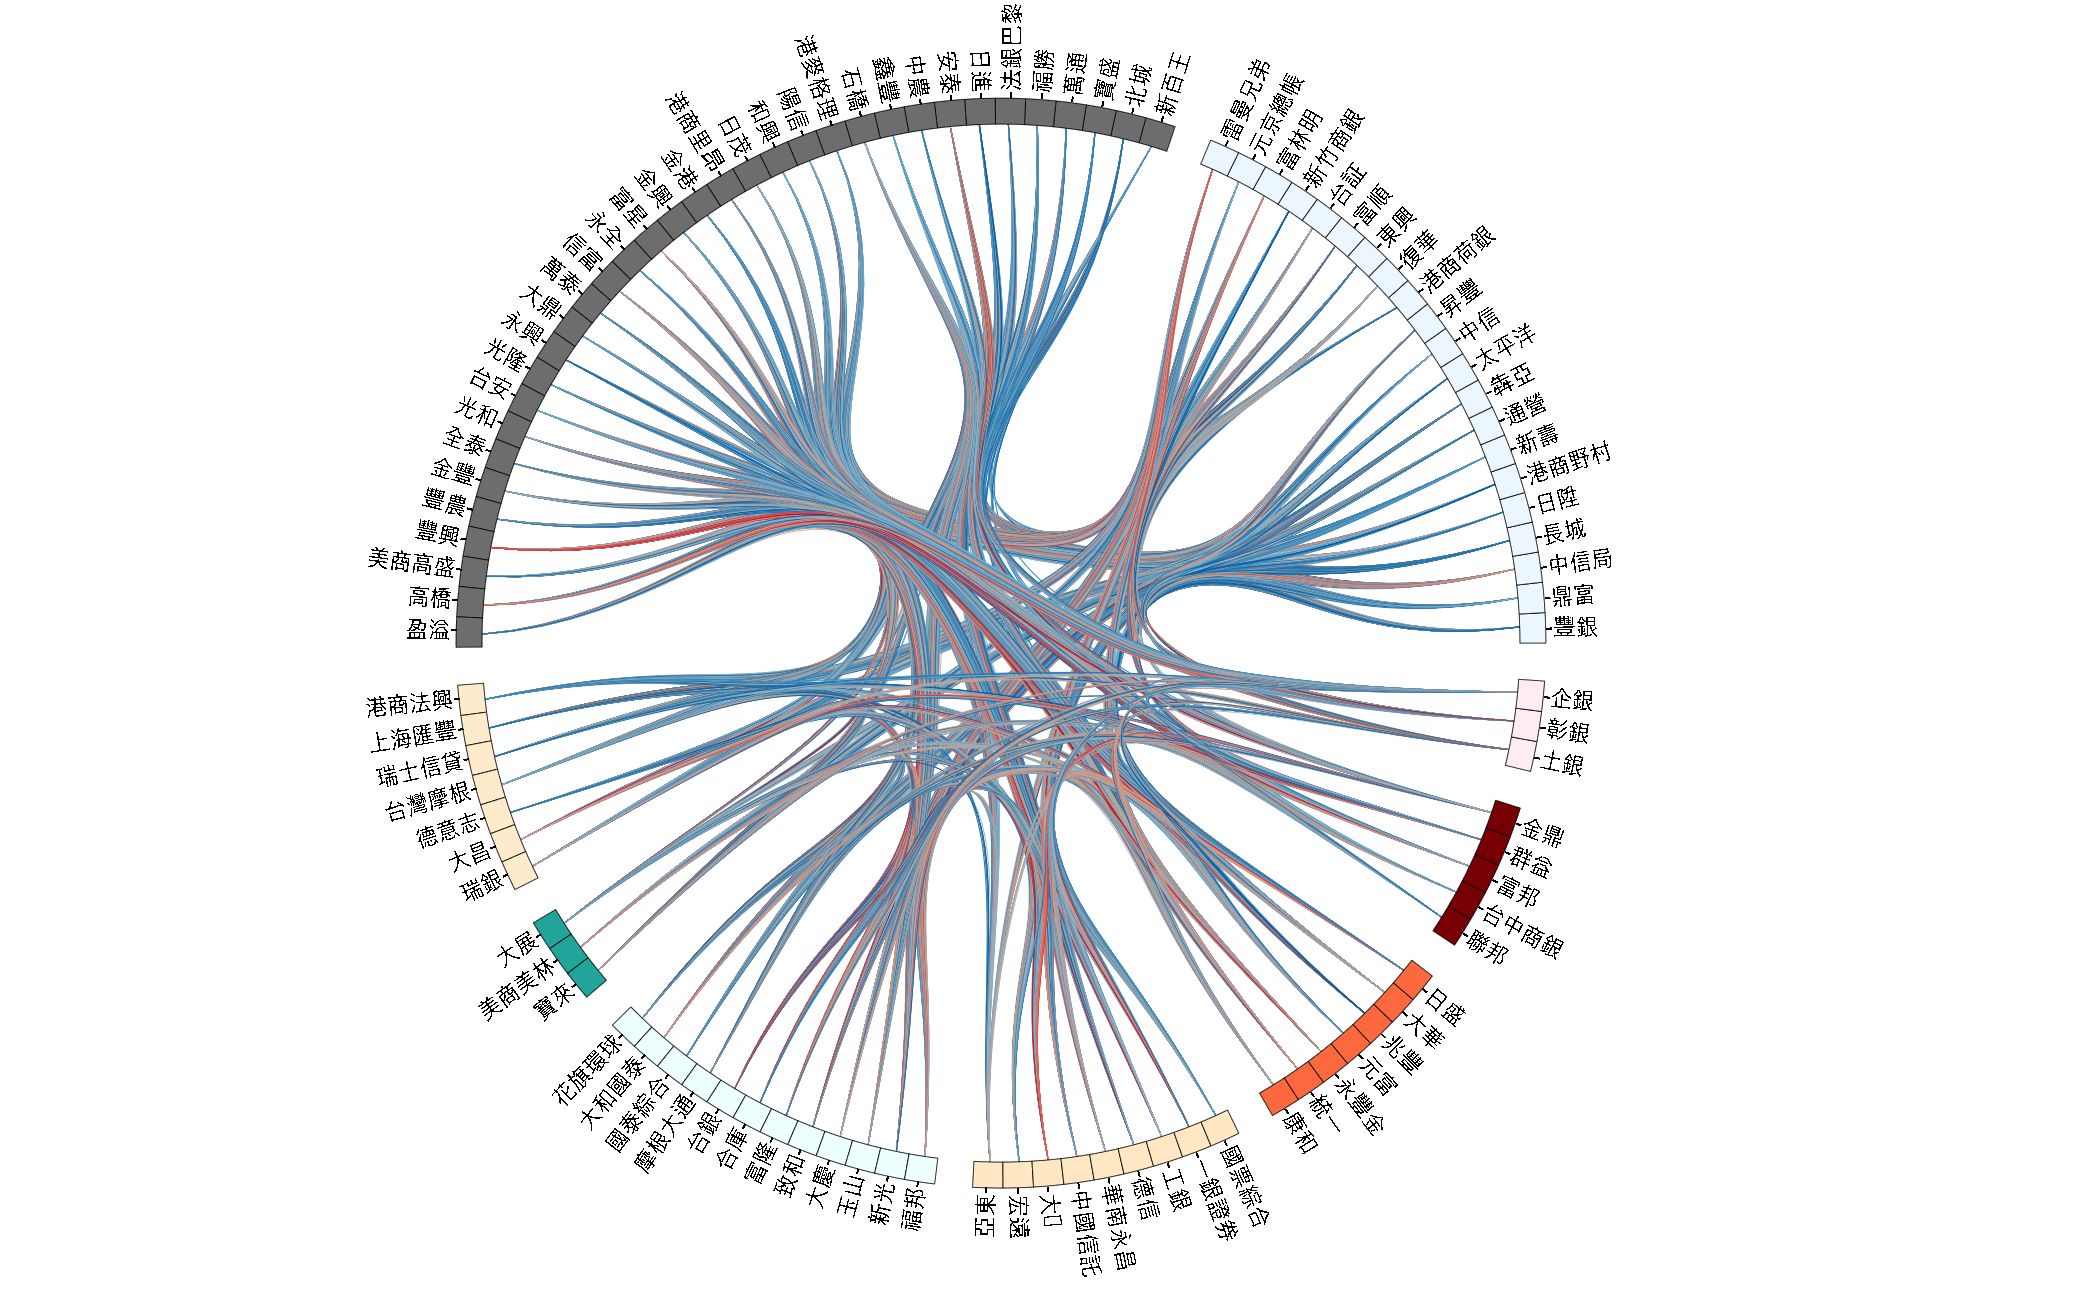 盈溢
高橋
美商高盛
豐興
豐農
金豐
全泰
光和
台安
光隆
永興
大鼎
萬泰
信富
永全
富星
金興
金港
港商里昂
日茂
和興
陽信
港麥格理
石橋
鑫豐
中農
安泰
日進
法銀巴黎
福勝
萬通
寶盛
北城
新百王
雷曼兄弟
元京總帳
富林明
新竹商銀
台証
富順
東興
復華
港商荷銀
昇豐
中信
太平洋
犇亞
通營
新壽
港商野村
日陞
長城
中信局
鼎富
豐銀
企銀
彰銀
土銀
金鼎
群益
富邦
台中商銀
聯邦
日盛
大華
兆豐
元富
永豐金
統一
康和
國票綜合
一銀證券
工銀
德信
華南永昌
中國信託
大
宏遠
亞東
福邦
新光
玉山
大慶
致和
富隆
合庫
台銀
摩根大通
國泰綜合
大和國泰
花旗環球
寶來
美商美林
大展
瑞銀
大昌
德意志
台灣摩根
瑞士信貸
上海匯豐
港商法興